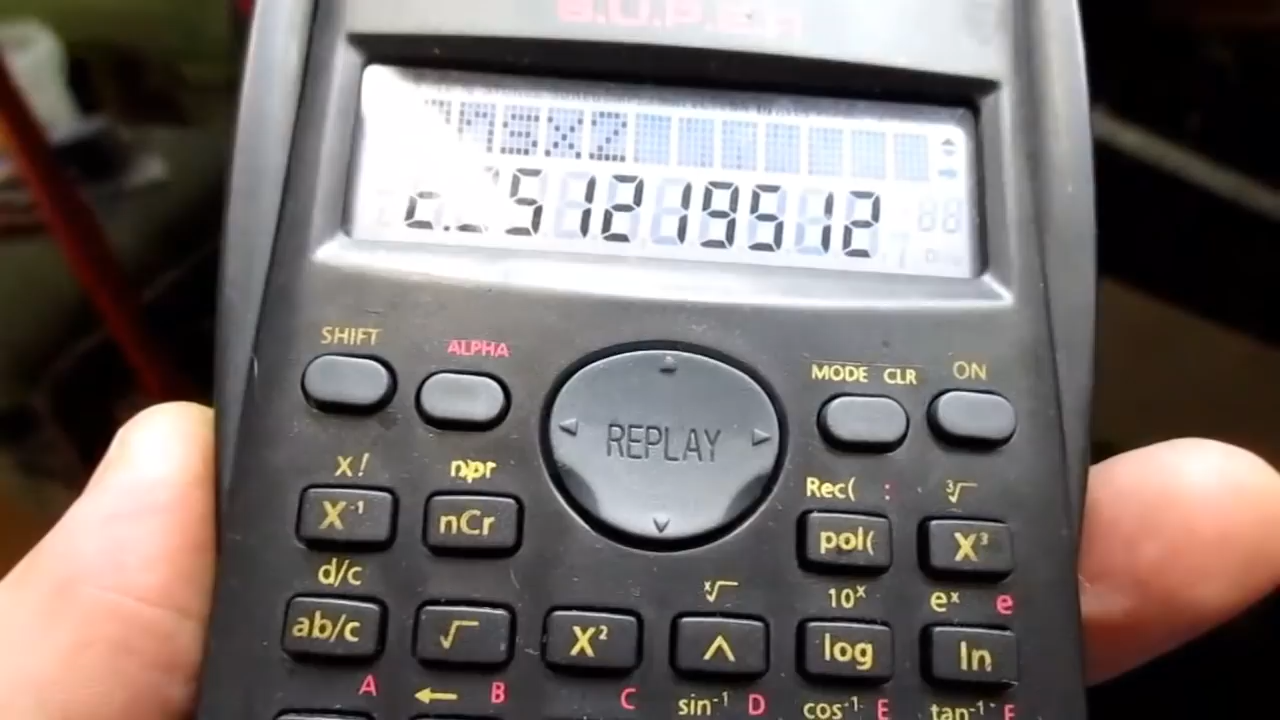 S.U.P.E.R
51219512
SHIFT ALPHA MODE CLR ON
REPLAY
x! npr Rec( : ³√
X⁻¹ nCr pol( X³
d/c ˣ√ 10ˣ eˣ e
ab/c √ X² ^ log ln
A ← B C sin⁻¹ D cos⁻¹ E tan⁻¹ F